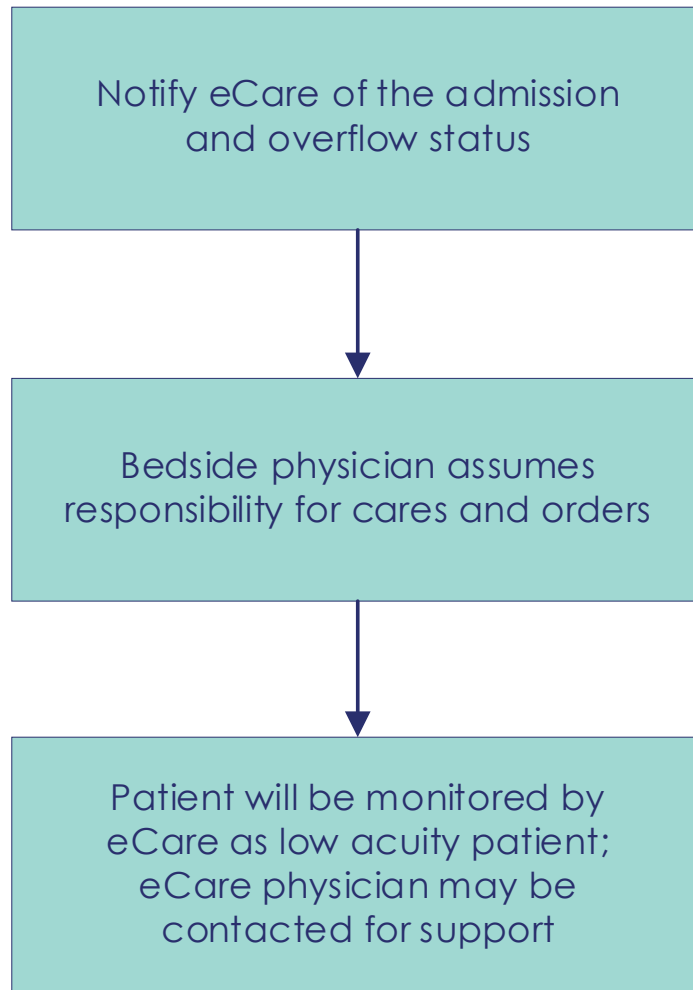 Notify eCare of the admission
and overflow status
Bedside physician assumes
responsibility for cares and orders
Patient will be monitored by
eCare as low acuity patient;
eCare physician may be
contacted for support